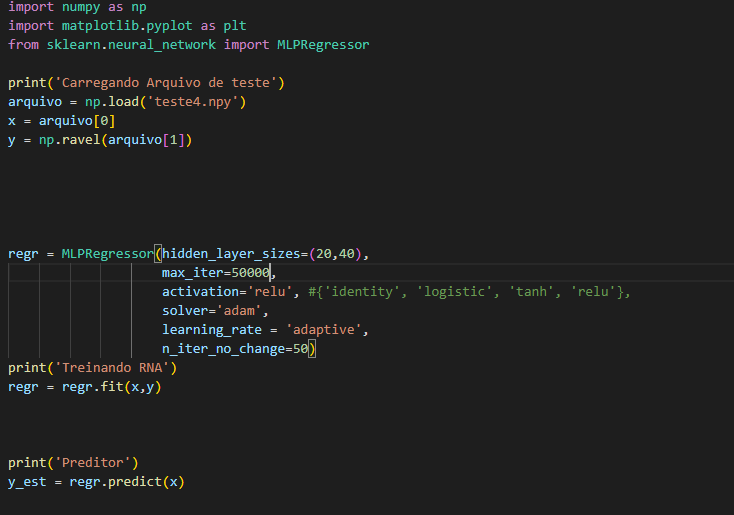 import numpy as np
import matplotlib.pyplot as plt
from sklearn.neural_network import MLPRegressor
print('Carregando Arquivo de teste')
arquivo = np.load('teste4.npy')
x = arquivo[0]
y = np.ravel(arquivo[1])
regr = MLPRegressor(hidden_layer_sizes=(20,40),
max_iter=50000,
activation='relu', #{'identity', 'logistic', 'tanh', 'relu'},
solver='adam',
learning_rate = 'adaptive',
n_iter_no_change=50)
print('Treinando RNA')
regr = regr.fit(x,y)
print('Preditor')
y_est = regr.predict(x)